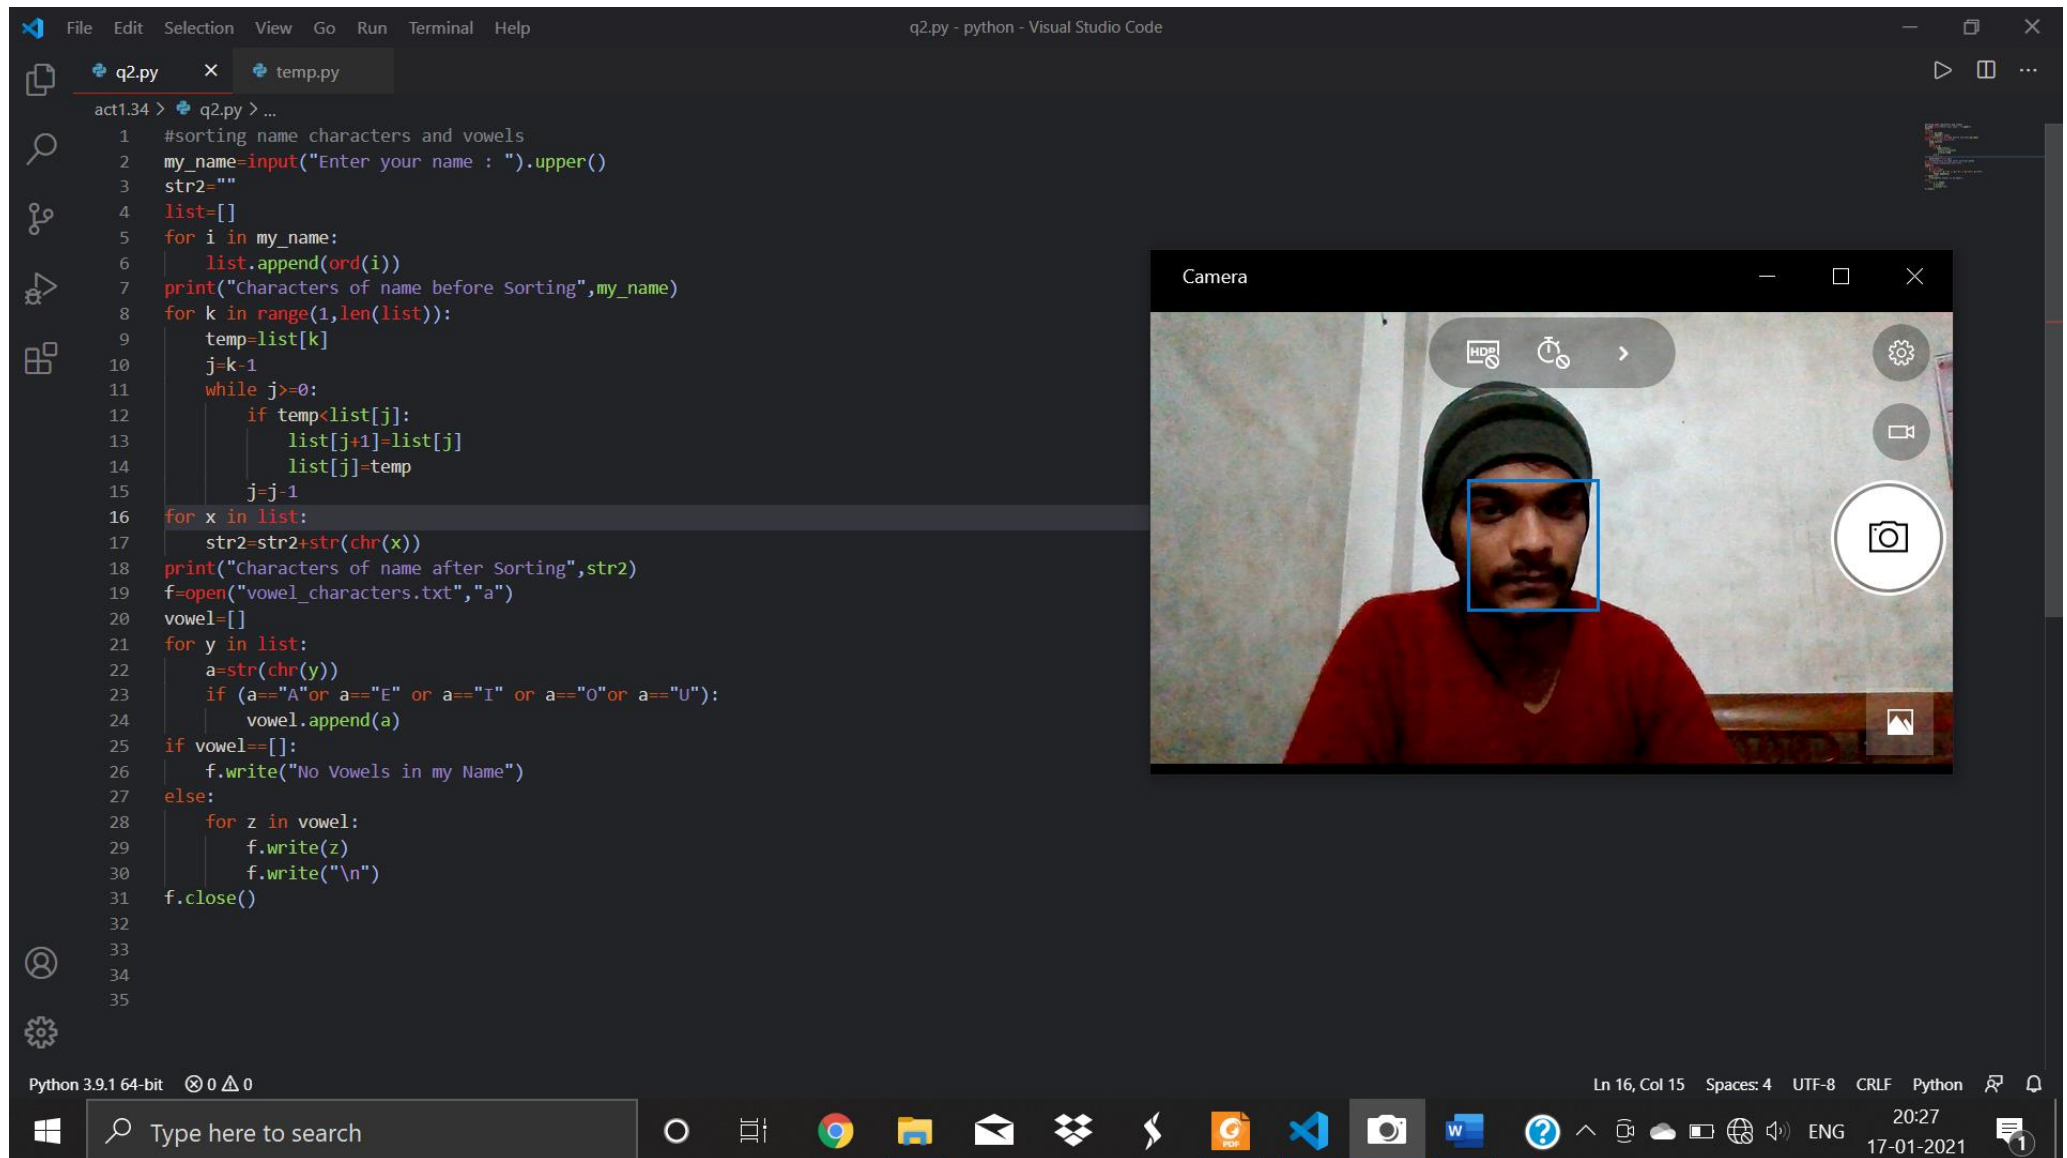 File Edit Selection View Go Run Terminal Help
q2.py - python - Visual Studio Code
q2.py
temp.py
act1.34 > q2.py > ...
1 #sorting name characters and vowels
2 my_name=input("Enter your name : ").upper()
3 str2=""
4 list=[]
5 for i in my_name:
6     list.append(ord(i))
7 print("Characters of name before Sorting",my_name)
8 for k in range(1,len(list)):
9     temp=list[k]
10     j=k-1
11     while j>=0:
12         if temp<list[j]:
13             list[j+1]=list[j]
14             list[j]=temp
15         j=j-1
16 for x in list:
17     str2=str2+str(chr(x))
18 print("Characters of name after Sorting",str2)
19 f=open("vowel_characters.txt","a")
20 vowel=[]
21 for y in list:
22     a=str(chr(y))
23     if (a=="A"or a=="E" or a=="I" or a=="O"or a=="U"):
24         vowel.append(a)
25 if vowel==[]:
26     f.write("No Vowels in my Name")
27 else:
28     for z in vowel:
29         f.write(z)
30         f.write("\n")
31 f.close()
32
33
34
35
Camera
HDR
Python 3.9.1 64-bit 0 0
Ln 16, Col 15 Spaces: 4 UTF-8 CRLF Python
Type here to search
PDF
W
?
ENG
20:27
17-01-2021
1